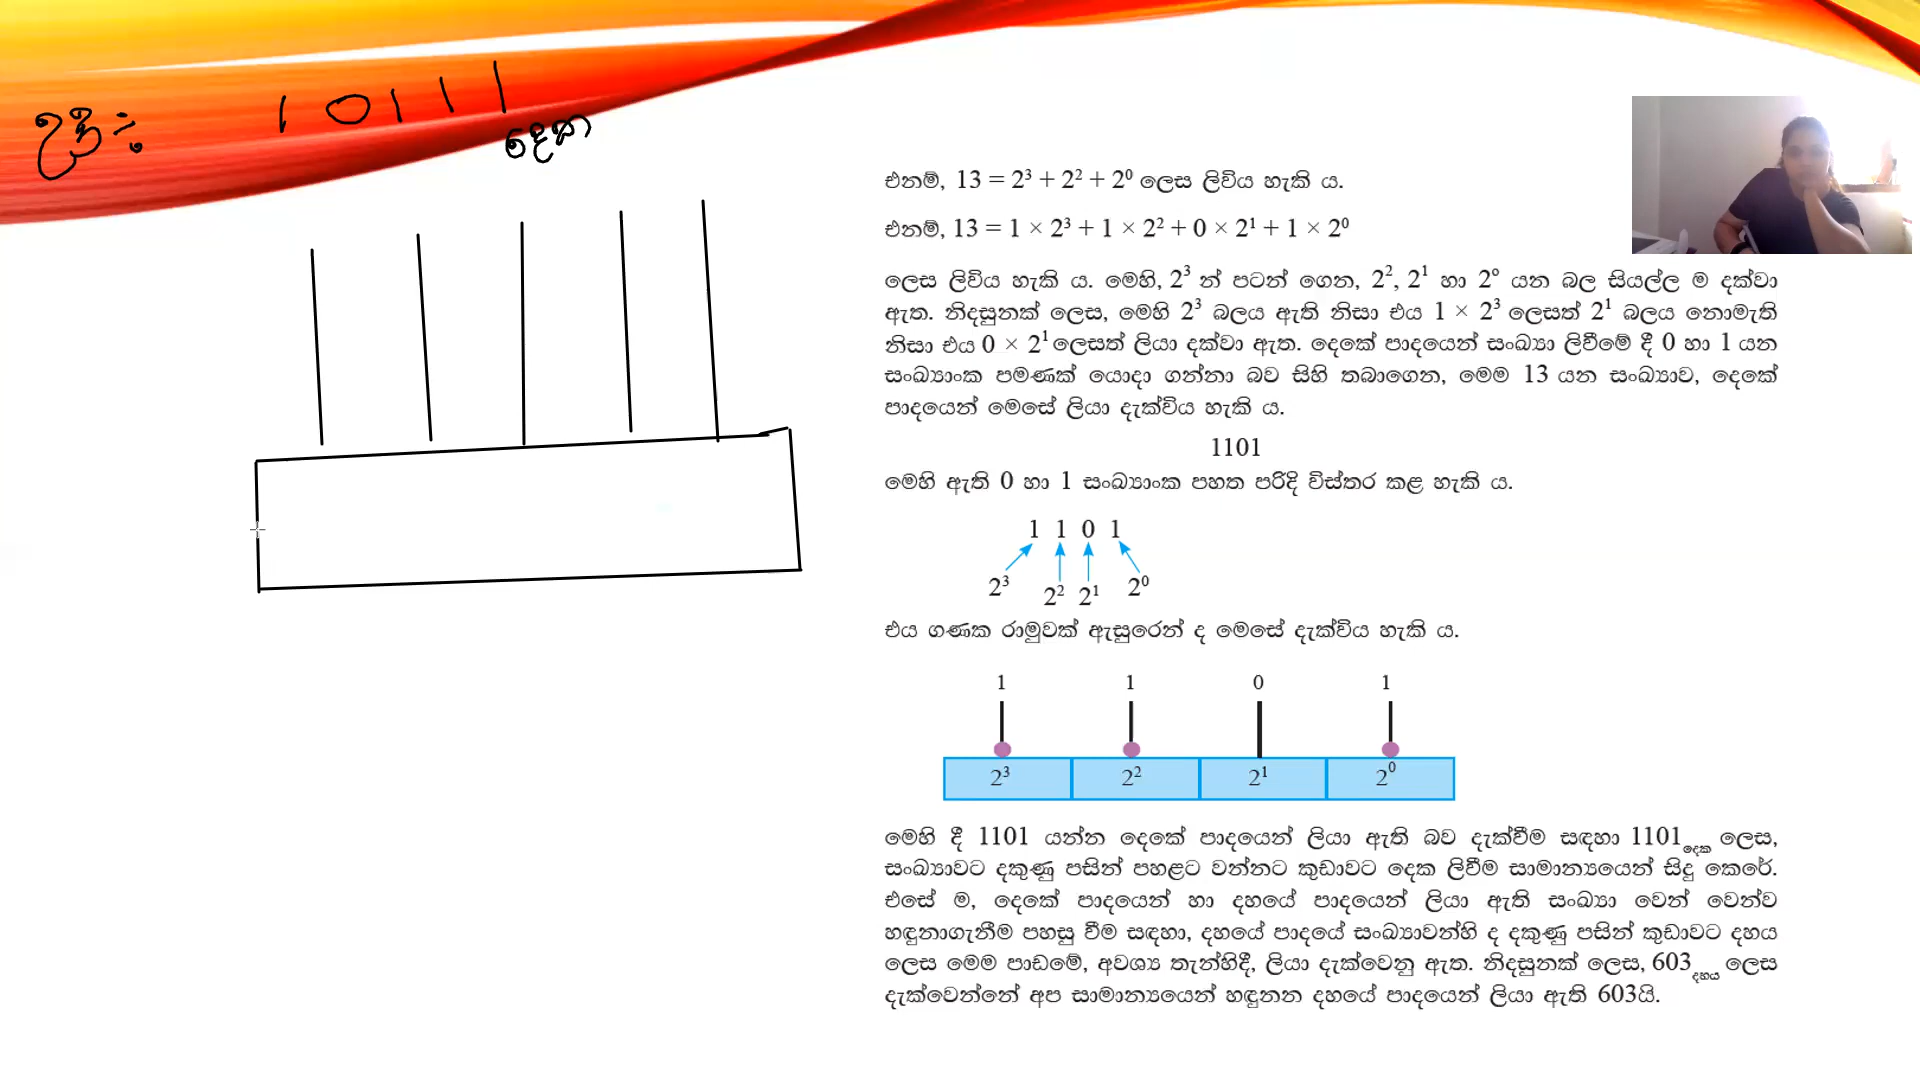 උදි: 10111 දෙක
එනම්, 13 = 2³ + 2² + 2⁰ ලෙස ලිවිය හැකි ය.
එනම්, 13 = 1 × 2³ + 1 × 2² + 0 × 2¹ + 1 × 2⁰
ලෙස ලිවිය හැකි ය. මෙහි, 2³ න් පටන් ගෙන, 2², 2¹ හා 2⁰ යන බල සියල්ල ම දක්වා
ඇත. නිදසුනක් ලෙස, මෙහි 2³ බලය ඇති නිසා එය 1 × 2³ ලෙසත් 2¹ බලය නොමැති
නිසා එය 0 × 2¹ ලෙසත් ලියා දක්වා ඇත. දෙකේ පාදයෙන් සංඛ්‍යා ලිවීමේ දී 0 හා 1 යන
සංඛ්‍යාංක පමණක් යොදා ගන්නා බව සිහි තබාගෙන, මෙම 13 යන සංඛ්‍යාව, දෙකේ
පාදයෙන් මෙසේ ලියා දැක්විය හැකි ය.
1101
මෙහි ඇති 0 හා 1 සංඛ්‍යාංක පහත පරිදි විස්තර කළ හැකි ය.
1 1 0 1
2³ 2² 2¹ 2⁰
එය ගණක රාමුවක් ඇසුරෙන් ද මෙසේ දැක්විය හැකි ය.
1 1 0 1
2³ 2² 2¹ 2⁰
මෙහි දී 1101 යන්න දෙකේ පාදයෙන් ලියා ඇති බව දැක්වීම සඳහා 1101දෙක ලෙස,
සංඛ්‍යාවට දකුණු පසින් පහළට වන්නට කුඩාවට දෙක ලිවීම සාමාන්‍යයෙන් සිදු කෙරේ.
එසේ ම, දෙකේ පාදයෙන් හා දහයේ පාදයෙන් ලියා ඇති සංඛ්‍යා වෙන් වෙන්ව
හඳුනාගැනීම පහසු වීම සඳහා, දහයේ පාදයේ සංඛ්‍යාවන්හි ද දකුණු පසින් කුඩාවට දහය
ලෙස මෙම පාඩමේ, අවශ්‍ය තැන්හිදී, ලියා දැක්වෙනු ඇත. නිදසුනක් ලෙස, 603දහය ලෙස
දැක්වෙන්නේ අප සාමාන්‍යයෙන් හඳුනන දහයේ පාදයෙන් ලියා ඇති 603යි.